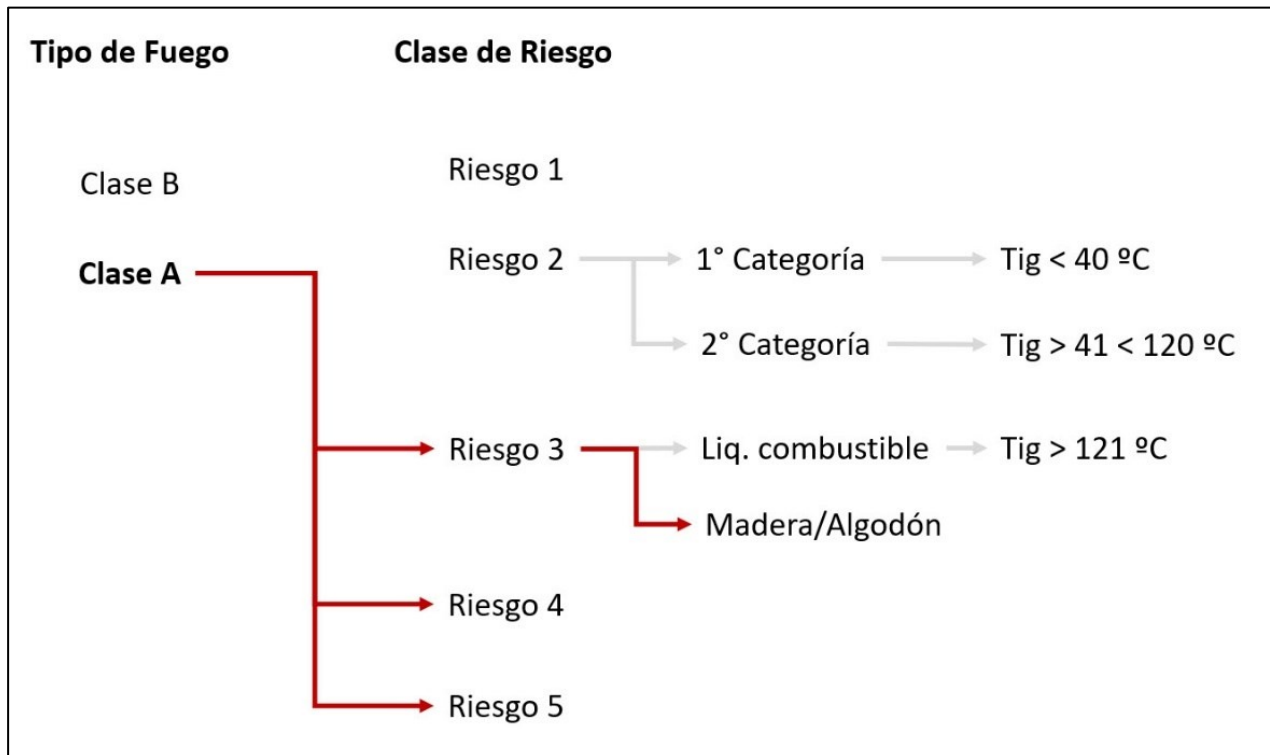 Tipo de Fuego
Clase de Riesgo
Clase B
Riesgo 1
Riesgo 2
1° Categoría
Tig < 40 ºC
Clase A
2° Categoría
Tig > 41 < 120 ºC
Riesgo 3
Liq. combustible
Tig > 121 ºC
Madera/Algodón
Riesgo 4
Riesgo 5